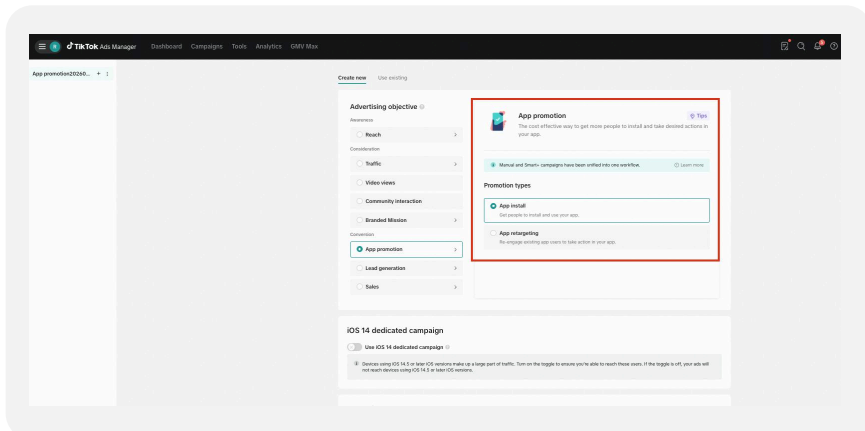 TikTok Ads Manager
Dashboard Campaigns Tools Analytics GMV Max
App promotion20260...
Create new Use existing
Advertising objective
Awareness
Reach
Consideration
Traffic
Video views
Community interaction
Branded Mission
Conversion
App promotion
Lead generation
Sales
App promotion
Tips
The cost effective way to get more people to install and take desired actions in
your app.
Manual and Smart+ campaigns have been unified into one workflow. Learn more
Promotion types
App install
Get people to install and use your app.
App retargeting
Re-engage existing app users to take action in your app.
iOS 14 dedicated campaign
Use iOS 14 dedicated campaign
Devices using iOS 14.5 or later iOS versions make up a large part of traffic. Turn on the toggle to ensure you're able to reach these users. If the toggle is off, your ads will
not reach devices using iOS 14.5 or later iOS versions.